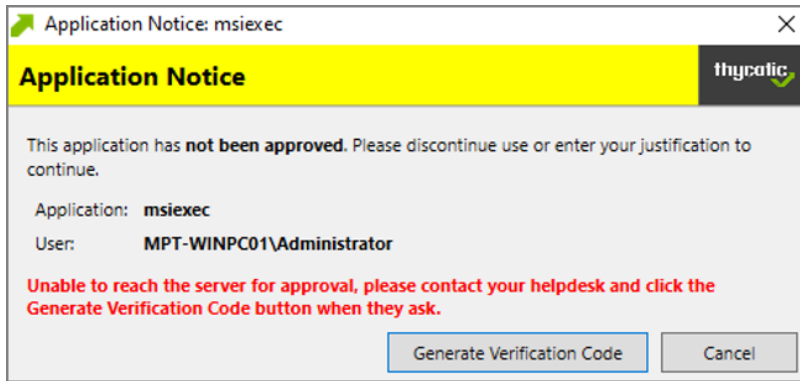 Application Notice: msiexec
Application Notice
thycotic
This application has not been approved. Please discontinue use or enter your justification to
continue.
Application: msiexec
User: MPT-WINPC01\Administrator
Unable to reach the server for approval, please contact your helpdesk and click the
Generate Verification Code button when they ask.
Generate Verification Code Cancel